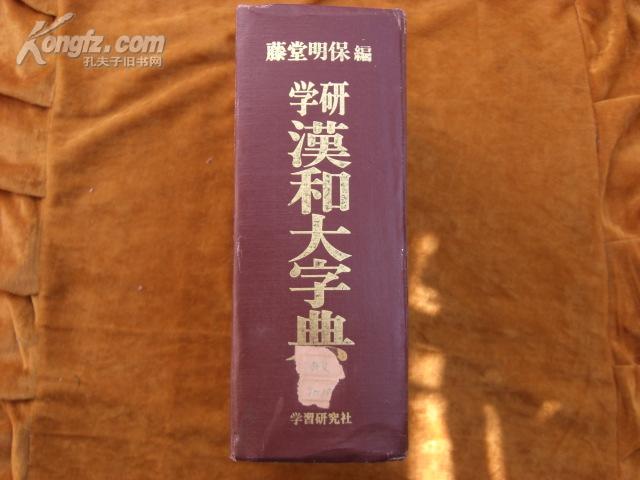 Kongfz.com
孔夫子旧书网
藤堂明保 編
学研
漢和大字典
学習研究社